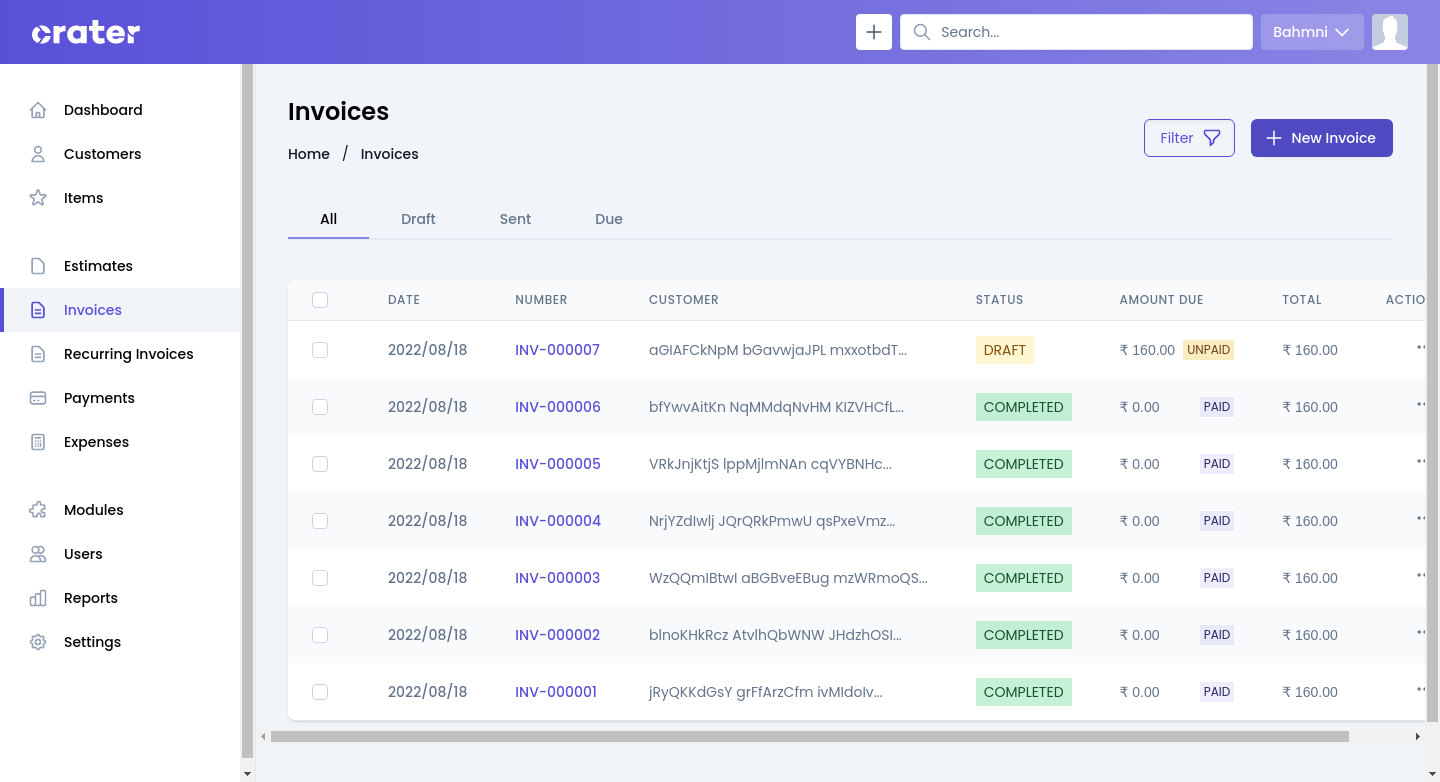 crater
Search...
Bahmni
Dashboard
Customers
Items
Estimates
Invoices
Recurring Invoices
Payments
Expenses
Modules
Users
Reports
Settings
Invoices
Home / Invoices
Filter
New Invoice
All Draft Sent Due
DATE NUMBER CUSTOMER STATUS AMOUNT DUE TOTAL ACTIO
2022/08/18 INV-000007 aGIAFCkNpM bGavwjaJPL mxxotbdT... DRAFT ₹ 160.00 UNPAID ₹ 160.00
2022/08/18 INV-000006 bfYwvAitKn NqMMdqNvHM KIZVHCfL... COMPLETED ₹ 0.00 PAID ₹ 160.00
2022/08/18 INV-000005 VRkJnjKtjS lppMjlmNAn cqVYBNHc... COMPLETED ₹ 0.00 PAID ₹ 160.00
2022/08/18 INV-000004 NrjYZdIwlj JQrQRkPmwU qsPxeVmz... COMPLETED ₹ 0.00 PAID ₹ 160.00
2022/08/18 INV-000003 WzQQmIBtwI aBGBveEBug mzWRmoQS... COMPLETED ₹ 0.00 PAID ₹ 160.00
2022/08/18 INV-000002 blnoKHkRcz AtvlhQbWNW JHdzhOSI... COMPLETED ₹ 0.00 PAID ₹ 160.00
2022/08/18 INV-000001 jRyQKKdGsY grFfArzCfm ivMIdoIv... COMPLETED ₹ 0.00 PAID ₹ 160.00